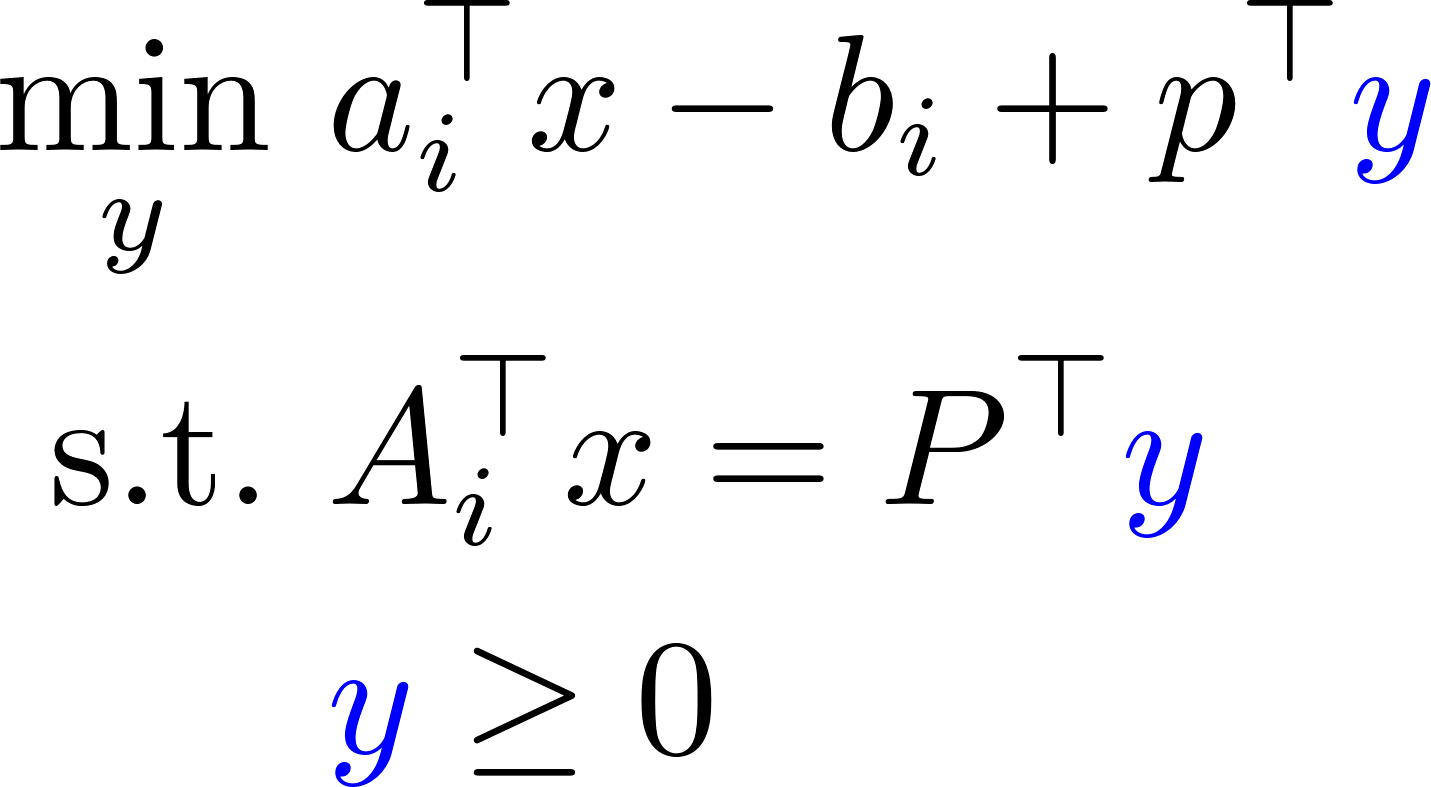 min_y a_i^⊤ x − b_i + p^⊤ y
s.t. A_i^⊤ x = P^⊤ y
y ≥ 0